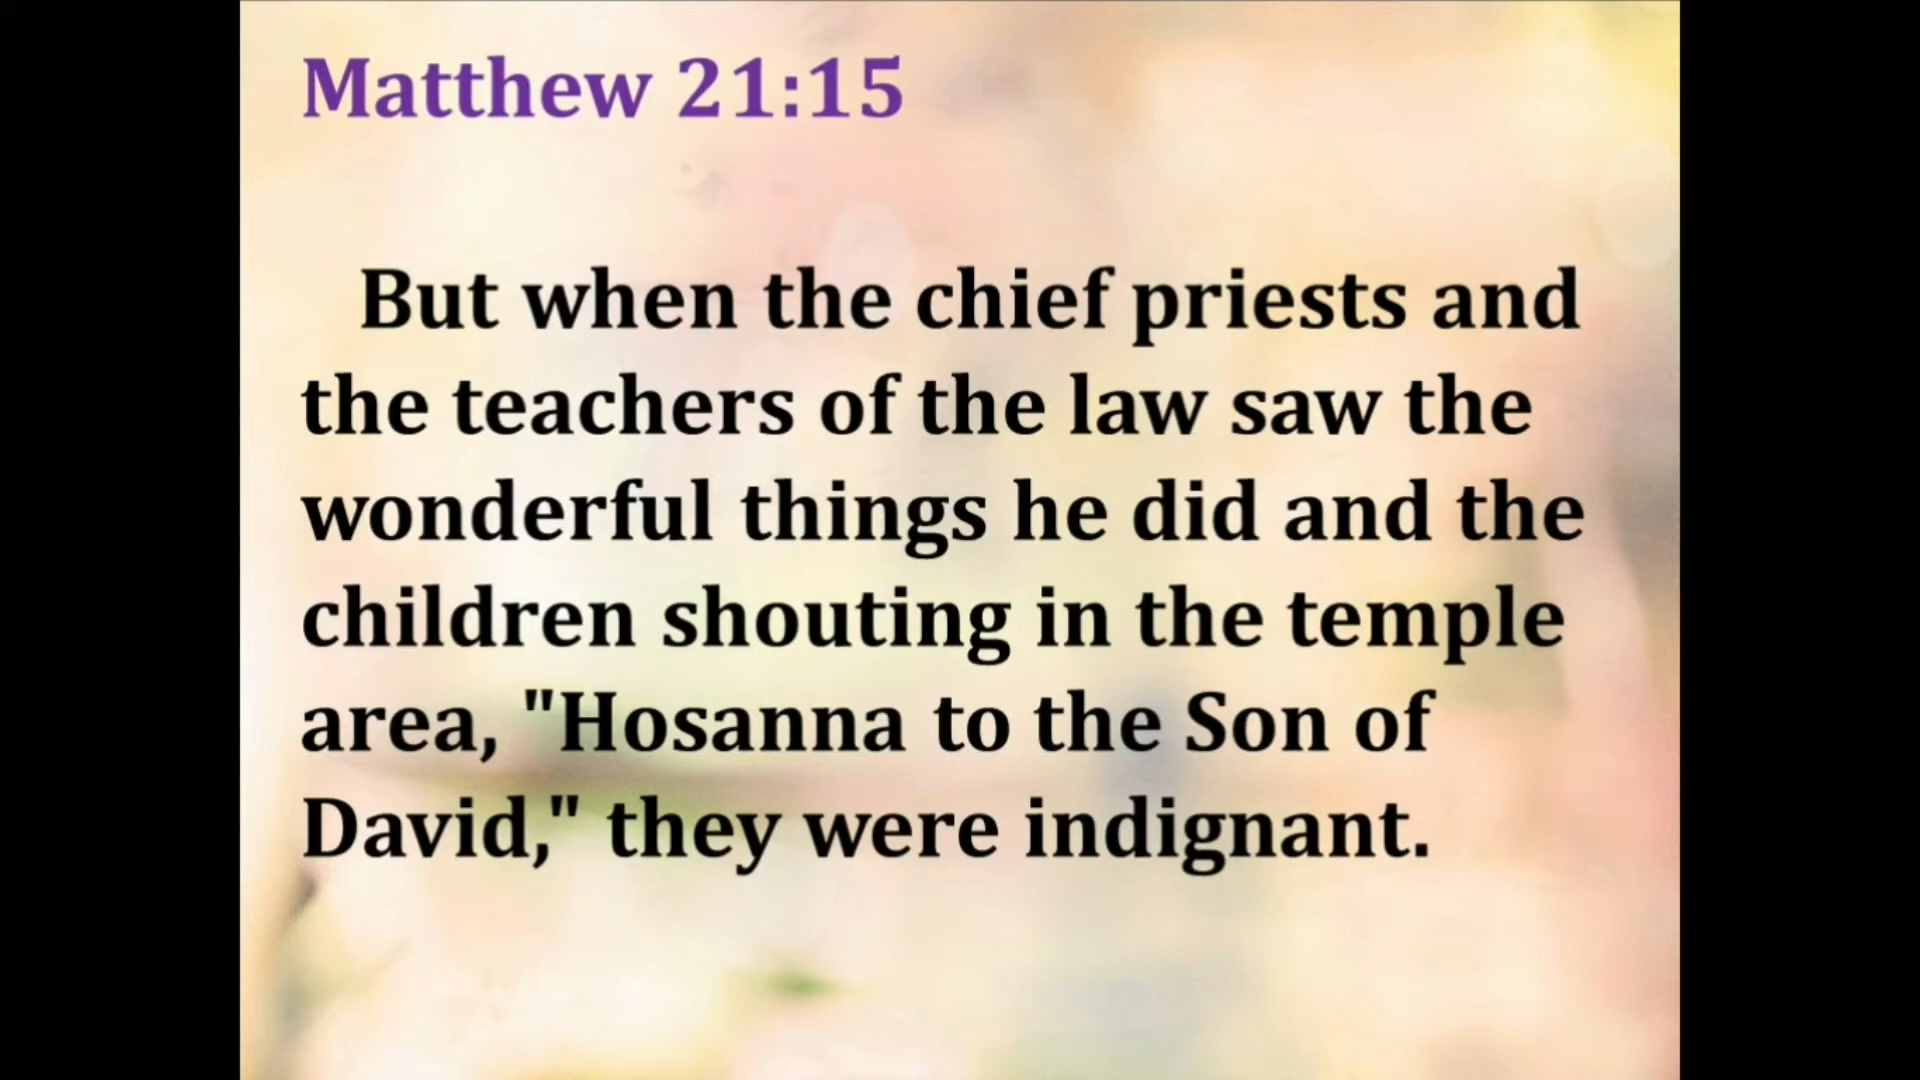 Matthew 21:15
But when the chief priests and
the teachers of the law saw the
wonderful things he did and the
children shouting in the temple
area, "Hosanna to the Son of
David," they were indignant.